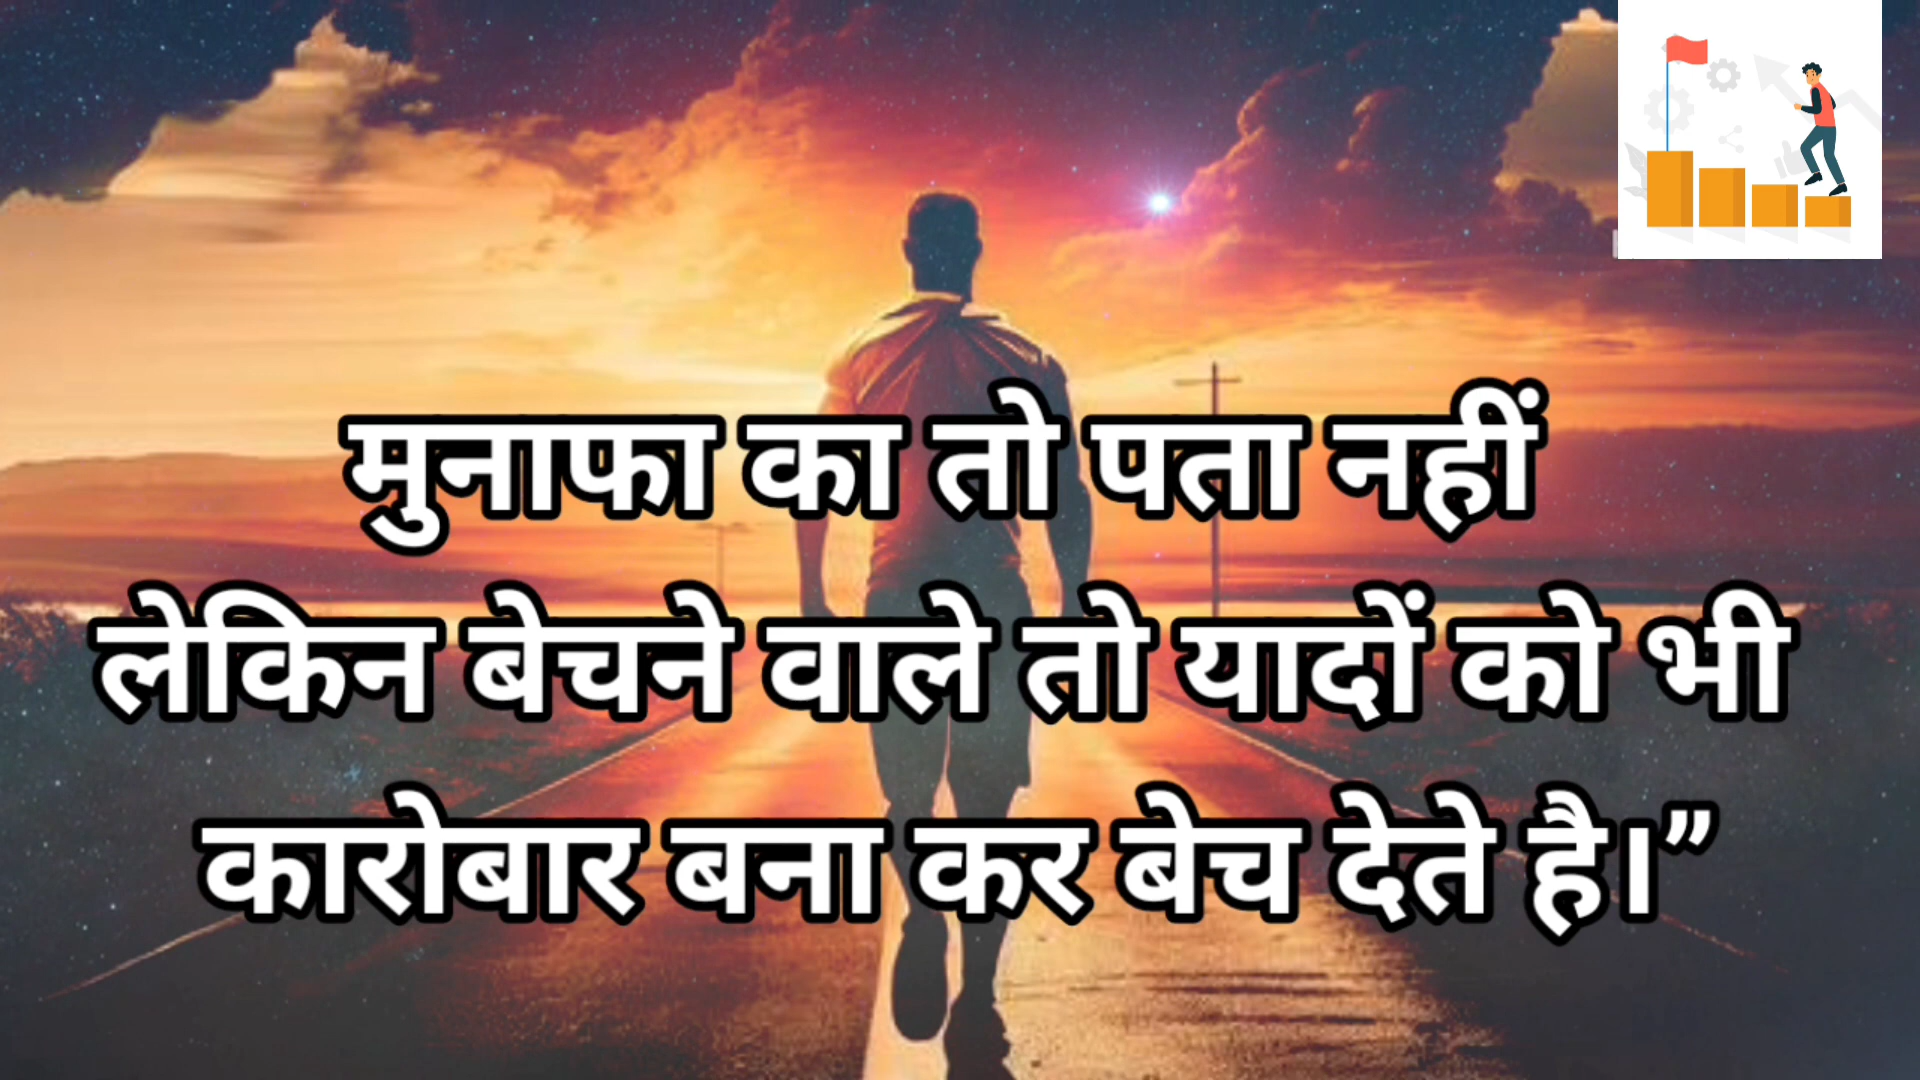 मुनाफा का तो पता नहीं
लेकिन बेचने वाले तो यादों को भी
कारोबार बना कर बेच देते है।”